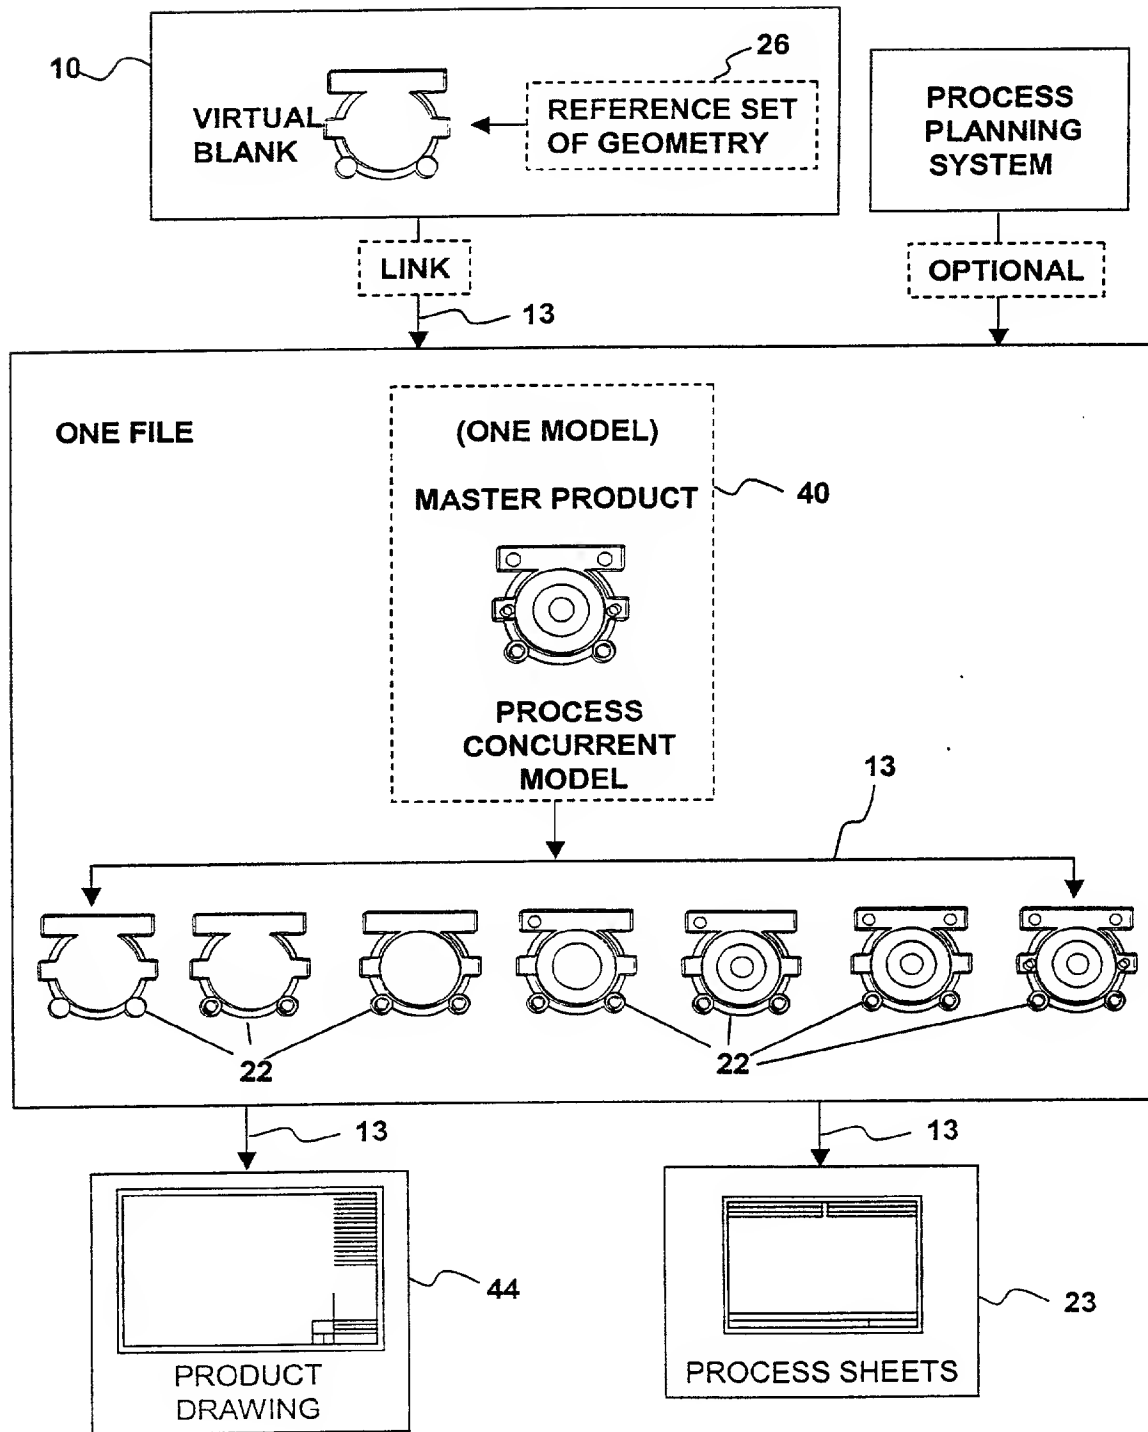 10
VIRTUAL
BLANK
26
REFERENCE SET
OF GEOMETRY
PROCESS
PLANNING
SYSTEM
LINK
OPTIONAL
13
ONE FILE
(ONE MODEL)
MASTER PRODUCT
40
PROCESS
CONCURRENT
MODEL
13
22
22
13
13
PRODUCT
DRAWING
44
PROCESS SHEETS
23